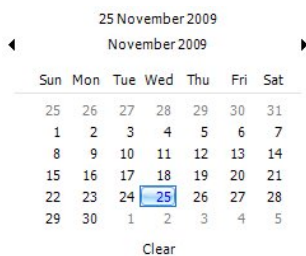 25 November 2009
November 2009
Sun Mon Tue Wed Thu Fri Sat
25 26 27 28 29 30 31
1 2 3 4 5 6 7
8 9 10 11 12 13 14
15 16 17 18 19 20 21
22 23 24 25 26 27 28
29 30 1 2 3 4 5
Clear